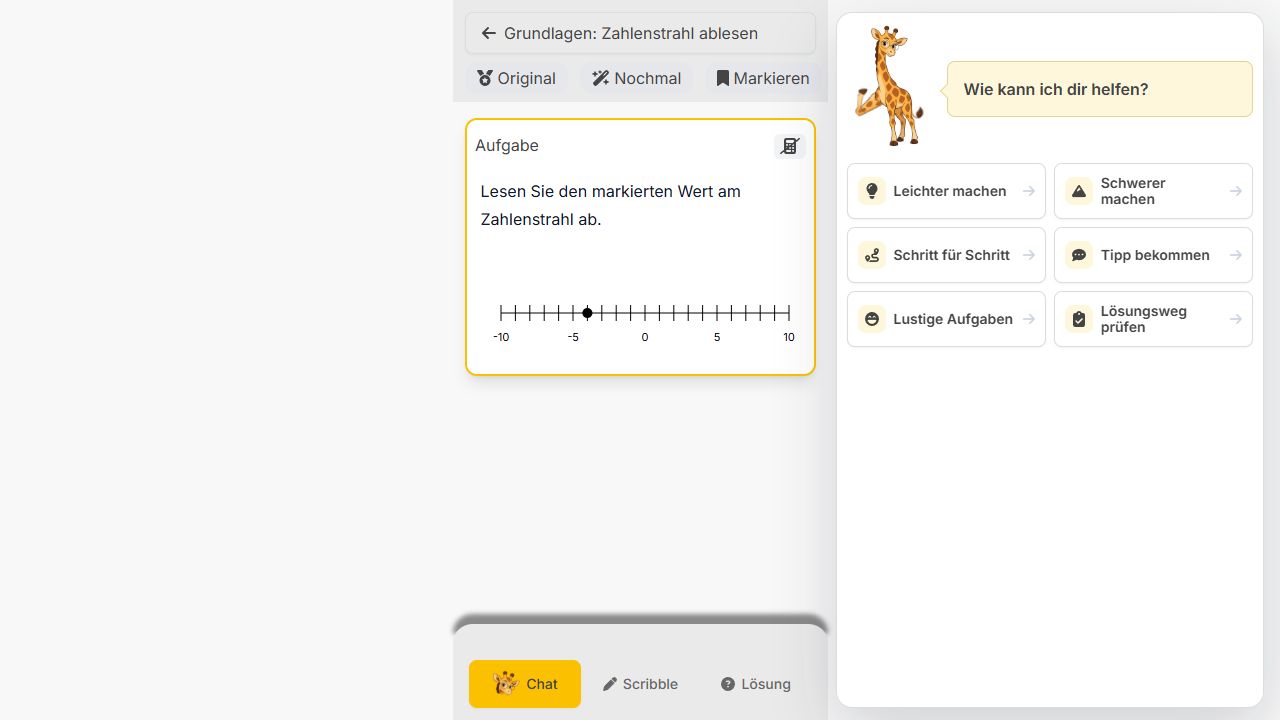 Grundlagen: Zahlenstrahl ablesen
Original
Nochmal
Markieren
Aufgabe
Lesen Sie den markierten Wert am
Zahlenstrahl ab.
-10 -5 0 5 10
Chat
Scribble
Lösung
Wie kann ich dir helfen?
Leichter machen
Schwerer
machen
Schritt für Schritt
Tipp bekommen
Lustige Aufgaben
Lösungsweg
prüfen